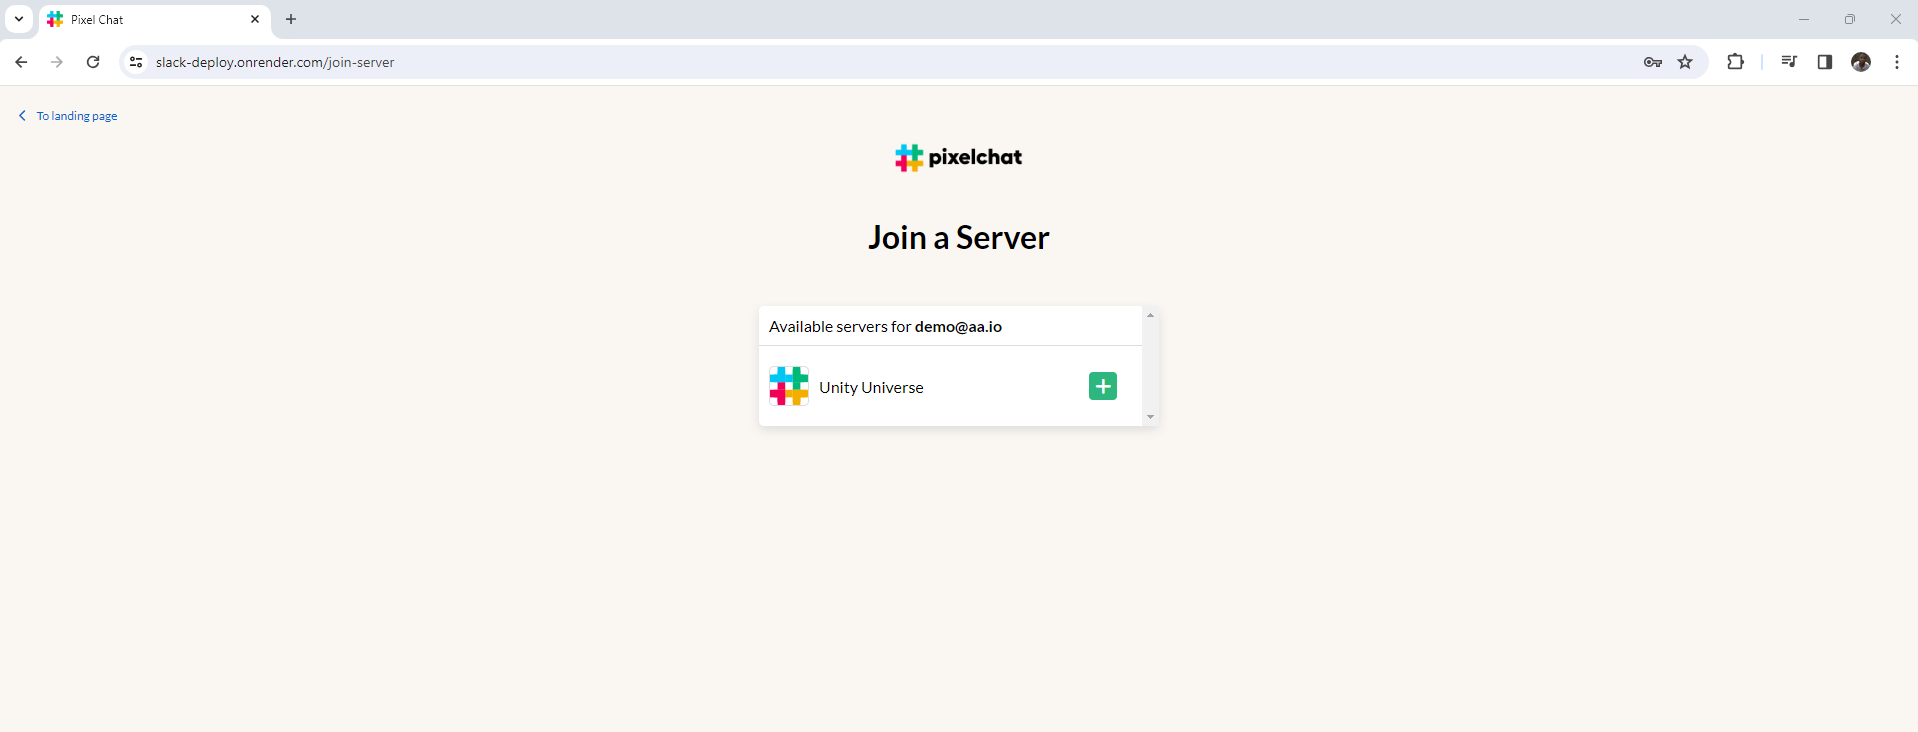 Pixel Chat
slack-deploy.onrender.com/join-server
To landing page
pixelchat
Join a Server
Available servers for demo@aa.io
Unity Universe